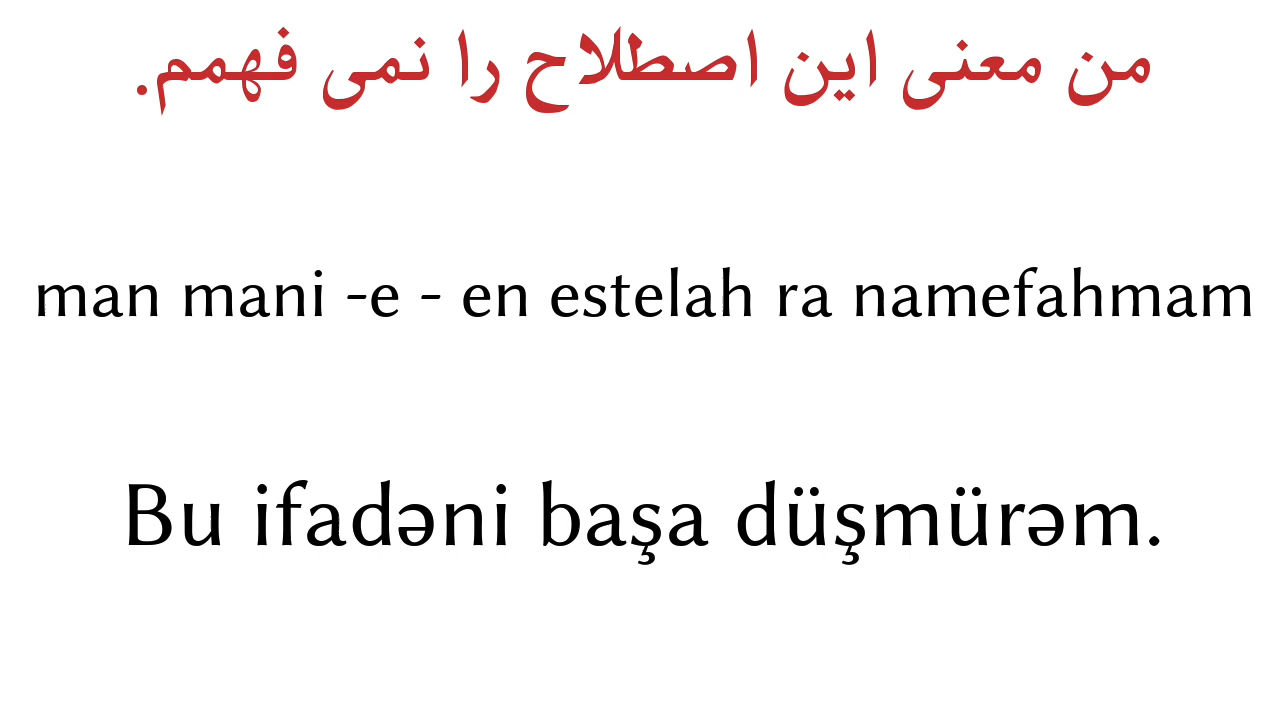 من معنی این اصطلاح را نمی فهمم.
man mani -e - en estelah ra namefahmam
Bu ifadəni başa düşmürəm.